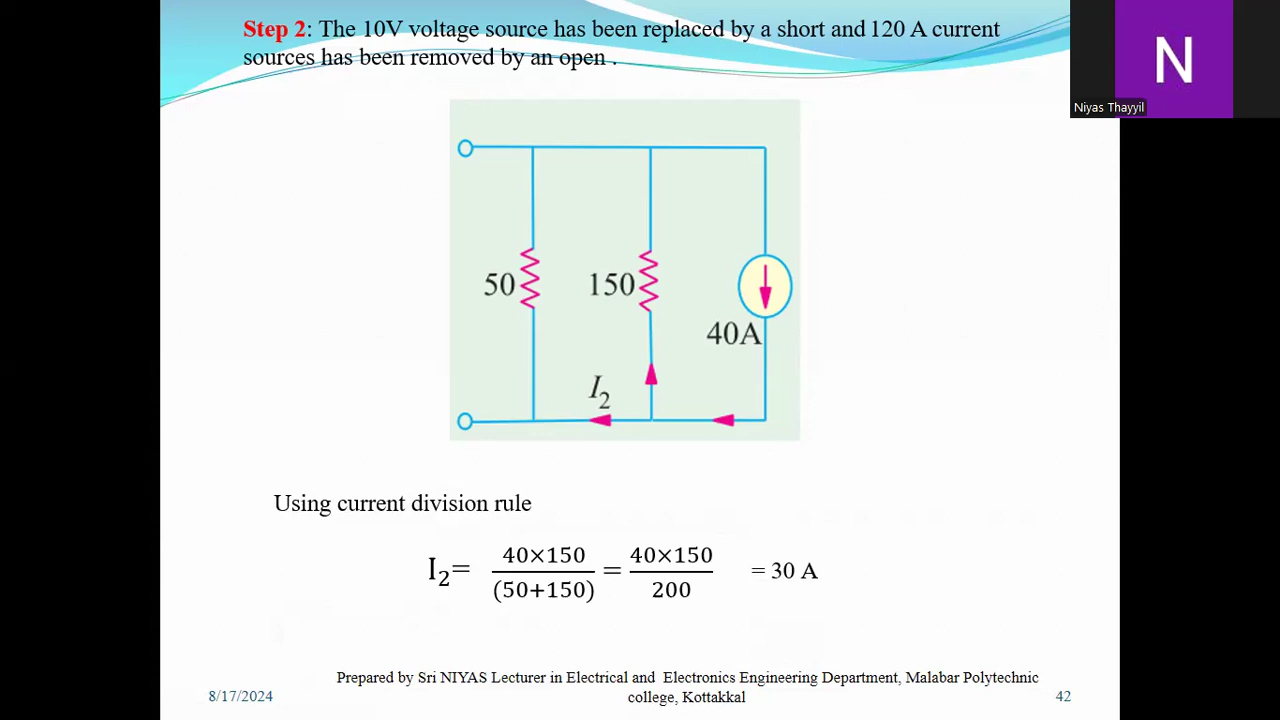 Step 2: The 10V voltage source has been replaced by a short and 120 A current
sources has been removed by an open .
N
Niyas Thayyil
50
150
40A
I₂
Using current division rule
I₂= 40×150/(50+150) = 40×150/200 = 30 A
Prepared by Sri NIYAS Lecturer in Electrical and Electronics Engineering Department, Malabar Polytechnic
college, Kottakkal
8/17/2024
42